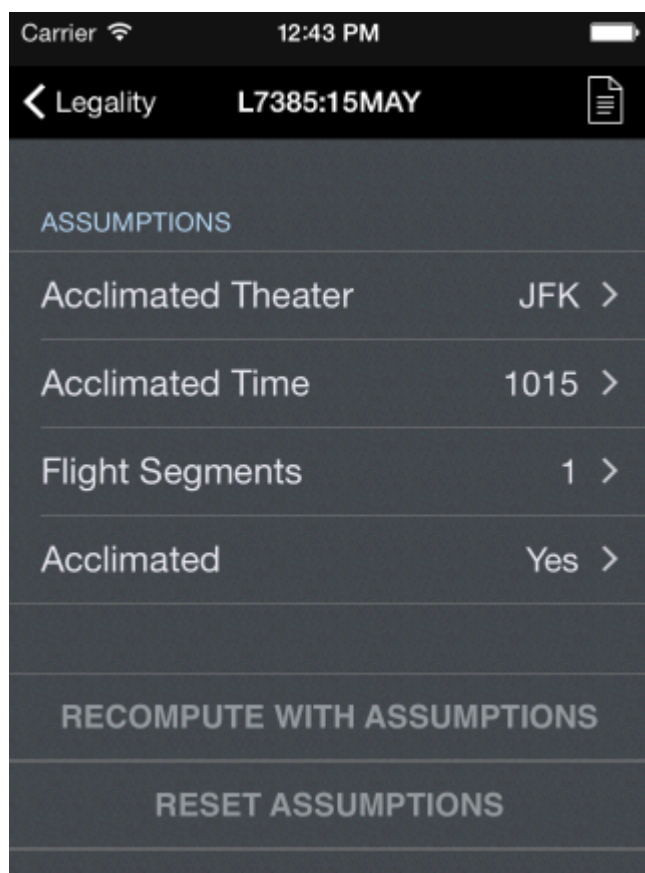 Carrier 12:43 PM
Legality L7385:15MAY
ASSUMPTIONS
Acclimated Theater JFK >
Acclimated Time 1015 >
Flight Segments 1 >
Acclimated Yes >
RECOMPUTE WITH ASSUMPTIONS
RESET ASSUMPTIONS